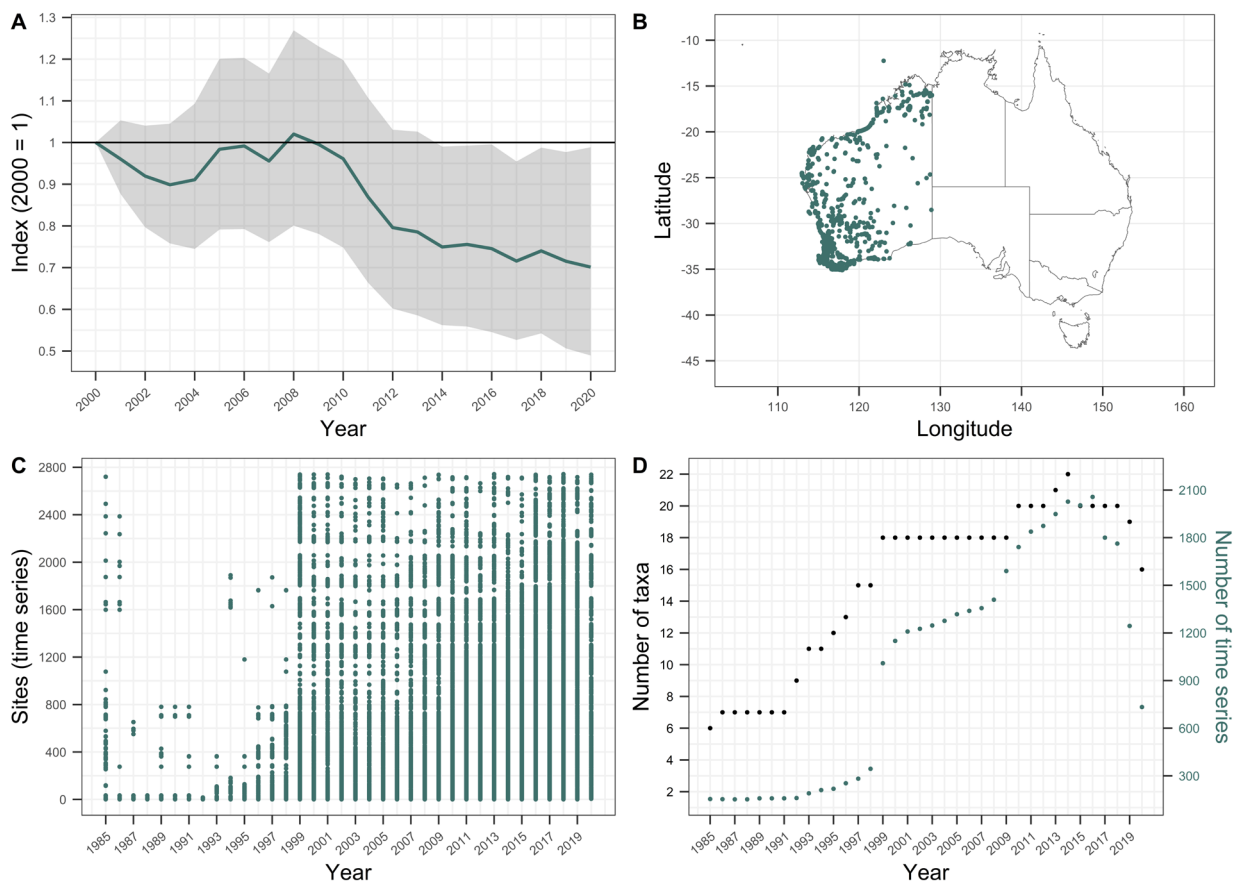 A
1.3
1.2
1.1
1
0.9
0.8
0.7
0.6
0.5
Index (2000 = 1)
2000 2002 2004 2006 2008 2010 2012 2014 2016 2018 2020
Year
B
-10
-15
-20
-25
-30
-35
-40
-45
Latitude
110 120 130 140 150 160
Longitude
C
2800
2400
2000
1600
1200
800
400
0
Sites (time series)
1985 1987 1989 1991 1993 1995 1997 1999 2001 2003 2005 2007 2009 2011 2013 2015 2017 2019
Year
D
22
20
18
16
14
12
10
8
6
4
2
Number of taxa
2100
1800
1500
1200
900
600
300
Number of time series
1985 1987 1989 1991 1993 1995 1997 1999 2001 2003 2005 2007 2009 2011 2013 2015 2017 2019
Year